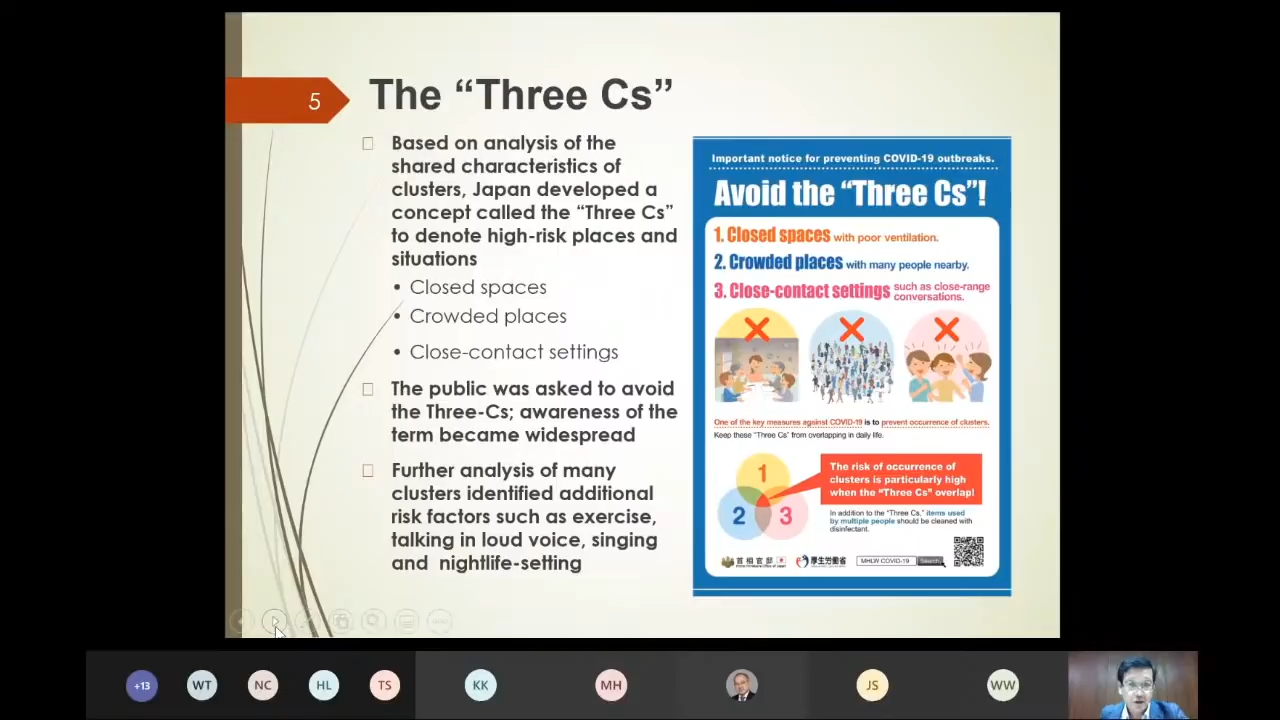 5
The “Three Cs”
Based on analysis of the
shared characteristics of
clusters, Japan developed a
concept called the “Three Cs”
to denote high-risk places and
situations
• Closed spaces
• Crowded places
• Close-contact settings
The public was asked to avoid
the Three-Cs; awareness of the
term became widespread
Further analysis of many
clusters identified additional
risk factors such as exercise,
talking in loud voice, singing
and nightlife-setting
Important notice for preventing COVID-19 outbreaks.
Avoid the “Three Cs”!
1. Closed spaces with poor ventilation.
2. Crowded places with many people nearby.
3. Close-contact settings such as close-range
conversations.
One of the key measures against COVID-19 is to prevent occurrence of clusters.
Keep these “Three Cs” from overlapping in daily life.
1
2
3
The risk of occurrence of
clusters is particularly high
when the “Three Cs” overlap!
In addition to the “Three Cs,” items used
by multiple people should be cleaned with
disinfectant.
首相官邸
Prime Minister's Office of Japan
厚生労働省
MHLW COVID-19
Search
+13
WT
NC
HL
TS
KK
MH
JS
WW